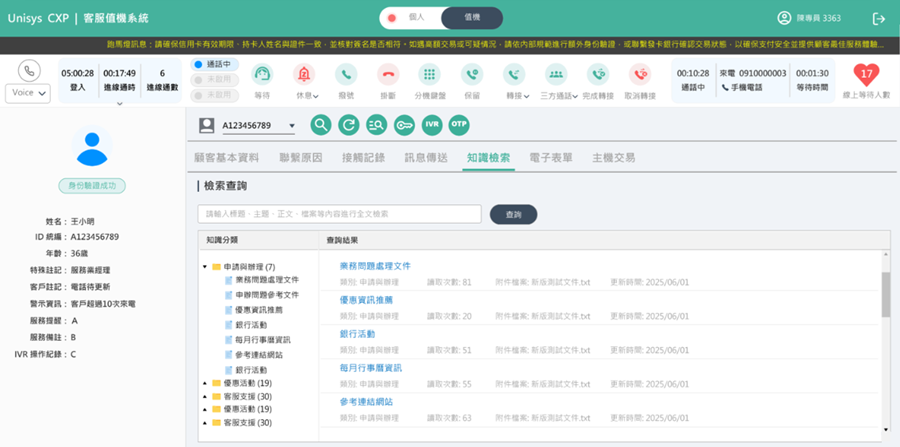 Unisys CXP | 客服值機系統
個人
值機
陳專員 3363
跑馬燈訊息：請確保信用卡有效期限、持卡人姓名與證件一致，並核對簽名是否相符。如遇高額交易或可疑情況，請依內部規範進行額外身份驗證，或聯繫發卡銀行確認交易狀態，以確保支付安全並提供顧客最佳服務體驗...
Voice
05:00:28
登入
00:17:49
進線通時
6
進線通數
通話中
未啟用
未啟用
等待
休息
撥號
掛斷
分機鍵盤
保留
轉接
三方通話
完成轉接
取消轉接
00:10:28
通話中
來電 0910000003
手機電話
00:01:30
等待時間
17
線上等待人數
身份驗證成功
姓名： 王小明
ID 統編： A123456789
年齡： 36歲
特殊註記： 服務業經理
客戶註記： 電話待更新
警示資訊： 客戶超過10次來電
服務提醒： A
服務備註： B
IVR 操作記錄： C
A123456789
IVR
OTP
顧客基本資料
聯繫原因
接觸記錄
訊息傳送
知識檢索
電子表單
主機交易
檢索查詢
請輸入標題、主題、正文、檔案等內容進行全文檢索
查詢
知識分類
申請與辦理 (7)
業務問題處理文件
申辦問題參考文件
優惠資訊推薦
銀行活動
每月行事曆資訊
參考連結網站
銀行活動
優惠活動 (19)
客服支援 (30)
優惠活動 (19)
客服支援 (30)
查詢結果
業務問題處理文件
類別: 申請與辦理 讀取次數: 81 附件檔案: 新版測試文件.txt 更新時間: 2025/06/01
優惠資訊推薦
類別: 申請與辦理 讀取次數: 20 附件檔案: 新版測試文件.txt 更新時間: 2025/06/01
銀行活動
類別: 申請與辦理 讀取次數: 51 附件檔案: 新版測試文件.txt 更新時間: 2025/06/01
每月行事曆資訊
類別: 申請與辦理 讀取次數: 55 附件檔案: 新版測試文件.txt 更新時間: 2025/06/01
參考連結網站
類別: 申請與辦理 讀取次數: 63 附件檔案: 新版測試文件.txt 更新時間: 2025/06/01